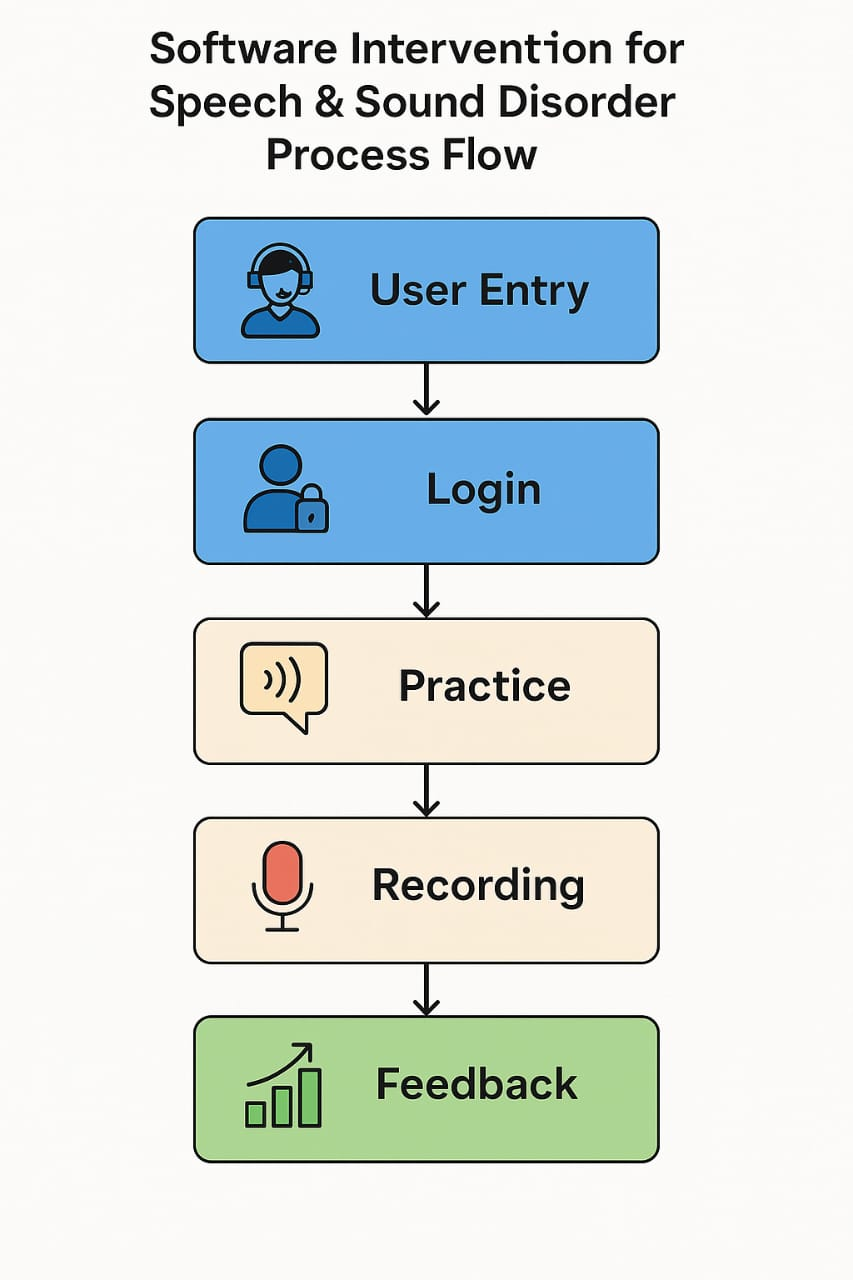 Software Intervention for
Speech & Sound Disorder
Process Flow
User Entry
Login
Practice
Recording
Feedback